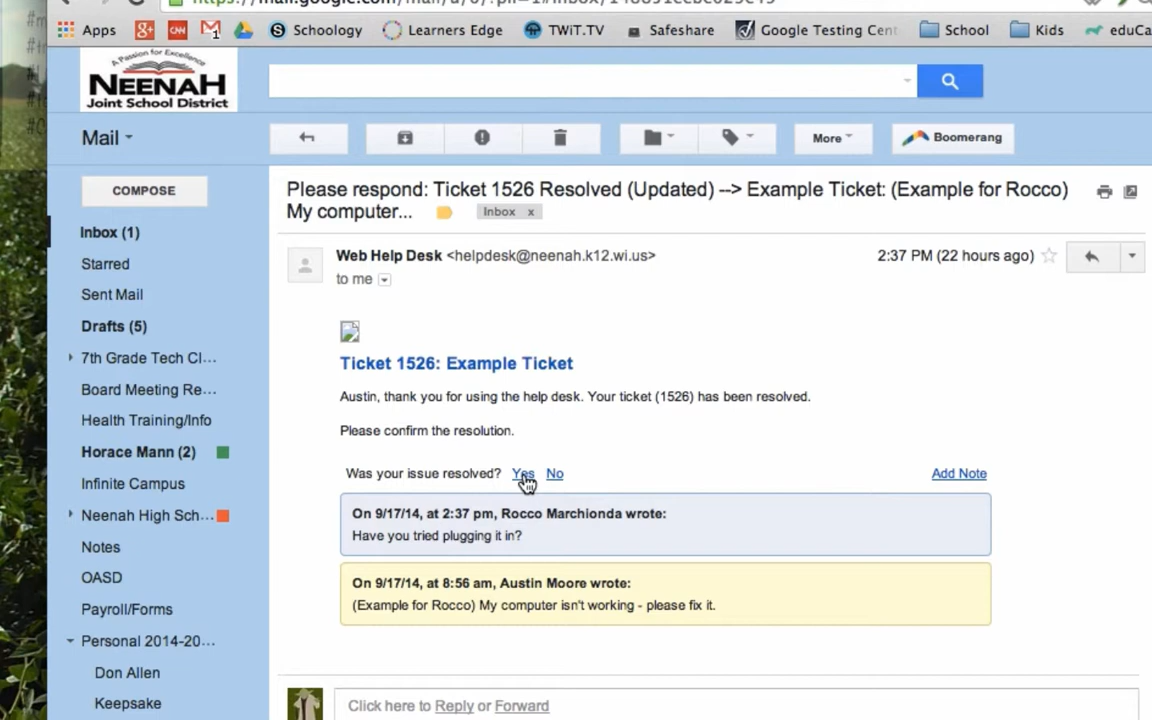 Apps
CNN
Schoology
Learners Edge
TWiT.TV
Safeshare
Google Testing Cent
School
Kids
eduCa
A Passion for Excellence
NEENAH
Joint School District
Mail
More
Boomerang
COMPOSE
Please respond: Ticket 1526 Resolved (Updated) --> Example Ticket: (Example for Rocco)
My computer...
Inbox x
Inbox (1)
Starred
Sent Mail
Drafts (5)
7th Grade Tech Cl...
Board Meeting Re...
Health Training/Info
Horace Mann (2)
Infinite Campus
Neenah High Sch...
Notes
OASD
Payroll/Forms
Personal 2014-20...
Don Allen
Keepsake
Web Help Desk <helpdesk@neenah.k12.wi.us>
2:37 PM (22 hours ago)
to me
Ticket 1526: Example Ticket
Austin, thank you for using the help desk. Your ticket (1526) has been resolved.
Please confirm the resolution.
Was your issue resolved? Yes No
Add Note
On 9/17/14, at 2:37 pm, Rocco Marchionda wrote:
Have you tried plugging it in?
On 9/17/14, at 8:56 am, Austin Moore wrote:
(Example for Rocco) My computer isn't working - please fix it.
Click here to Reply or Forward